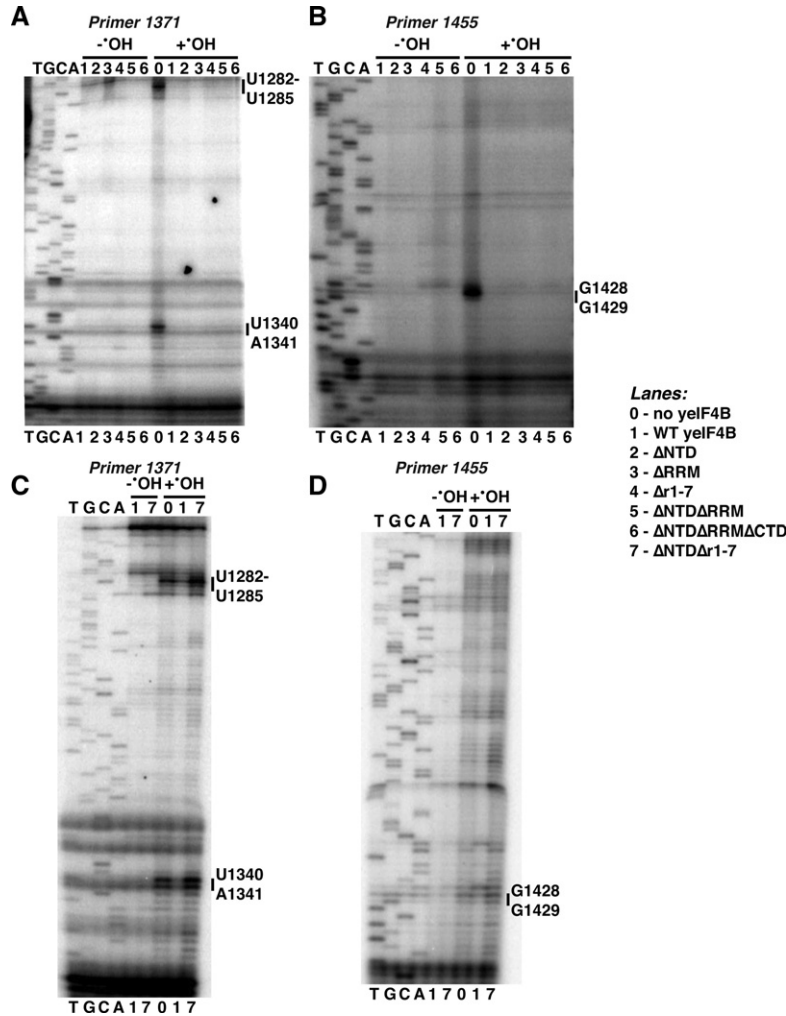 A
Primer 1371
-•OH +•OH
TGCA1 2 3 4 5 6 0 1 2 3 4 5 6
U1282-
U1285
U1340
A1341
TGCA1 2 3 4 5 6 0 1 2 3 4 5 6
B
Primer 1455
-•OH +•OH
T G C A 1 2 3 4 5 6 0 1 2 3 4 5 6
G1428
G1429
T G C A 1 2 3 4 5 6 0 1 2 3 4 5 6
Lanes:
0 - no yeIF4B
1 - WT yeIF4B
2 - ΔNTD
3 - ΔRRM
4 - Δr1-7
5 - ΔNTDΔRRM
6 - ΔNTDΔRRMΔCTD
7 - ΔNTDΔr1-7
C
Primer 1371
-•OH +•OH
T G C A 1 7 0 1 7
U1282-
U1285
U1340
A1341
T G C A 1 7 0 1 7
D
Primer 1455
-•OH +•OH
T G C A 1 7 0 1 7
G1428
G1429
T G C A 1 7 0 1 7